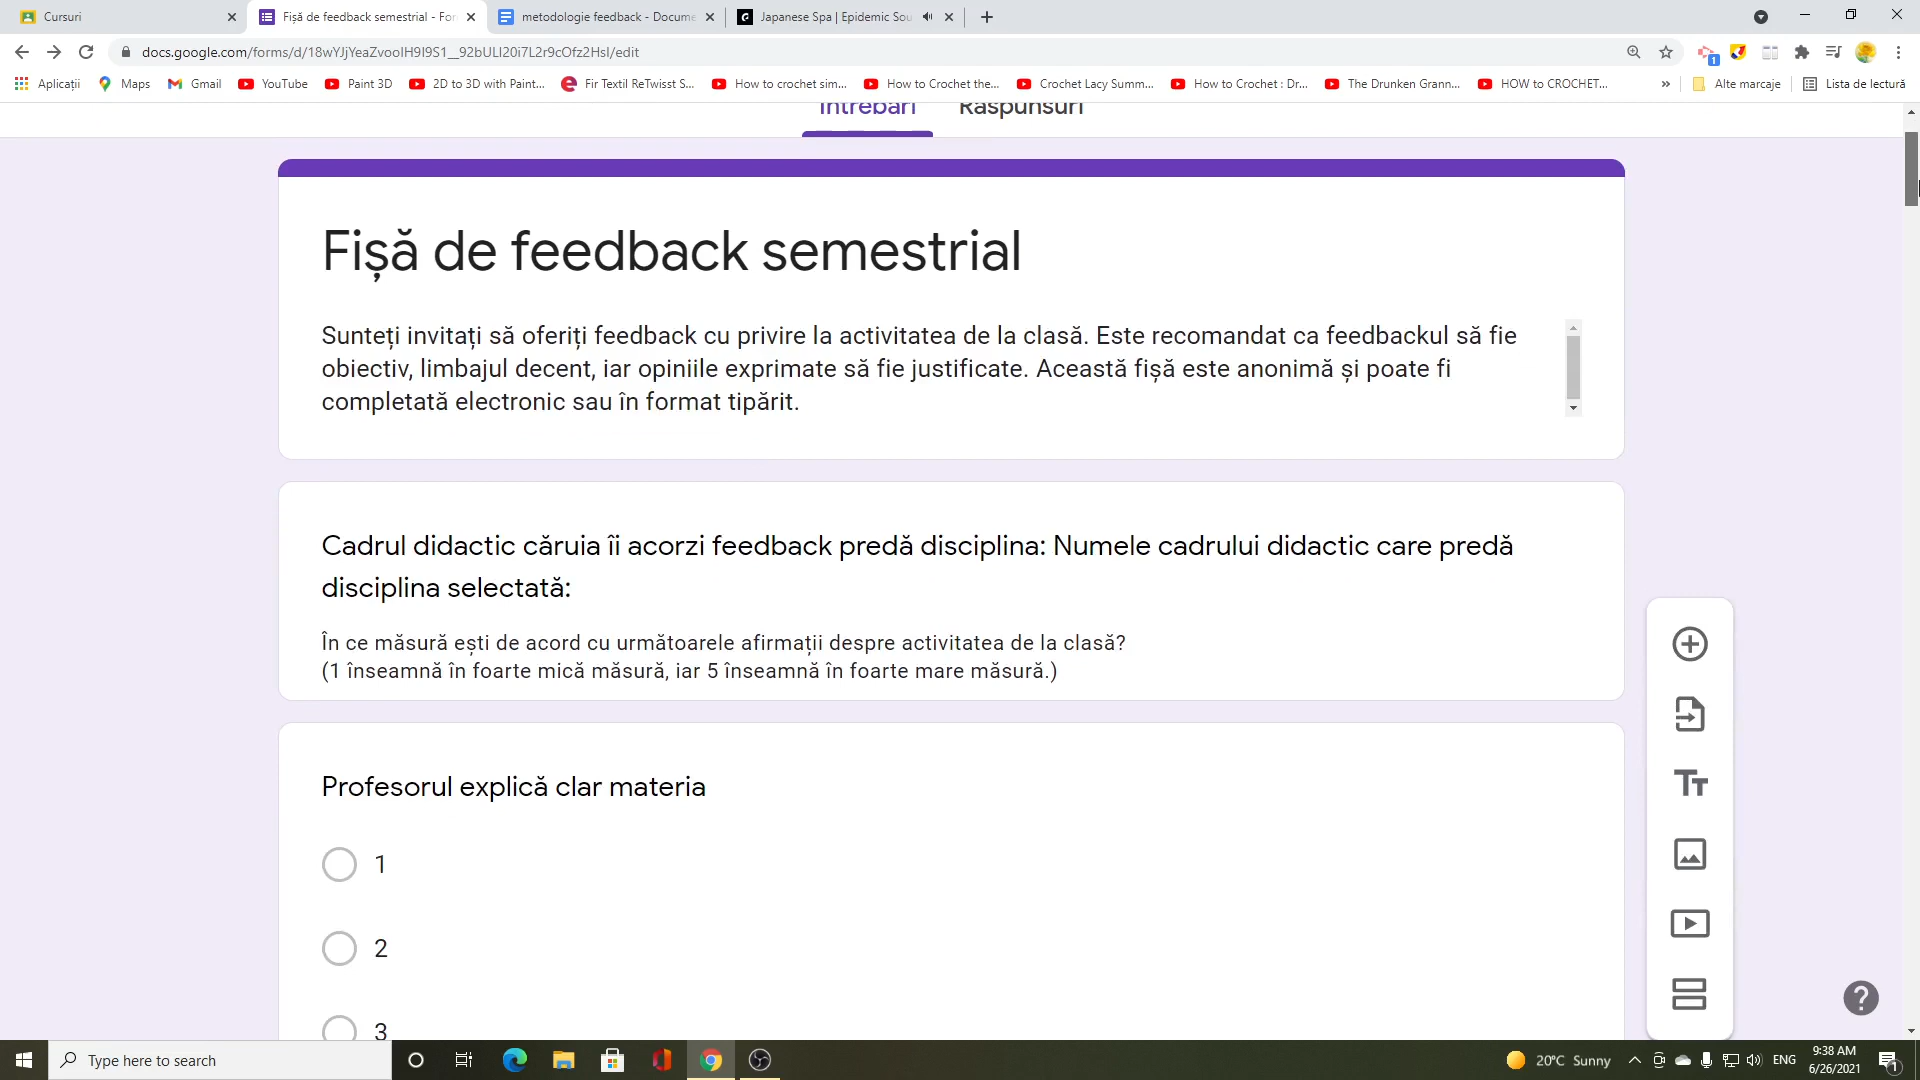 Cursuri
Fișă de feedback semestrial - For
metodologie feedback - Docume
Japanese Spa | Epidemic Sou
docs.google.com/forms/d/18wYJjYeaZvooIH9I9S1__92bULI20i7L2r9cOfz2HsI/edit
1
Aplicații
Maps
Gmail
YouTube
Paint 3D
2D to 3D with Paint...
Fir Textil ReTwisst S...
How to crochet sim...
How to Crochet the...
Crochet Lacy Summ...
How to Crochet : Dr...
The Drunken Grann...
HOW to CROCHET...
»
Alte marcaje
Lista de lectură
Întrebări Răspunsuri
Fișă de feedback semestrial
Sunteți invitați să oferiți feedback cu privire la activitatea de la clasă. Este recomandat ca feedbackul să fie
obiectiv, limbajul decent, iar opiniile exprimate să fie justificate. Această fișă este anonimă și poate fi
completată electronic sau în format tipărit.
Cadrul didactic căruia îi acorzi feedback predă disciplina: Numele cadrului didactic care predă
disciplina selectată:
În ce măsură ești de acord cu următoarele afirmații despre activitatea de la clasă?
(1 înseamnă în foarte mică măsură, iar 5 înseamnă în foarte mare măsură.)
Profesorul explică clar materia
1
2
3
Tт
?
Type here to search
20°C Sunny
ENG
9:38 AM
6/26/2021
1